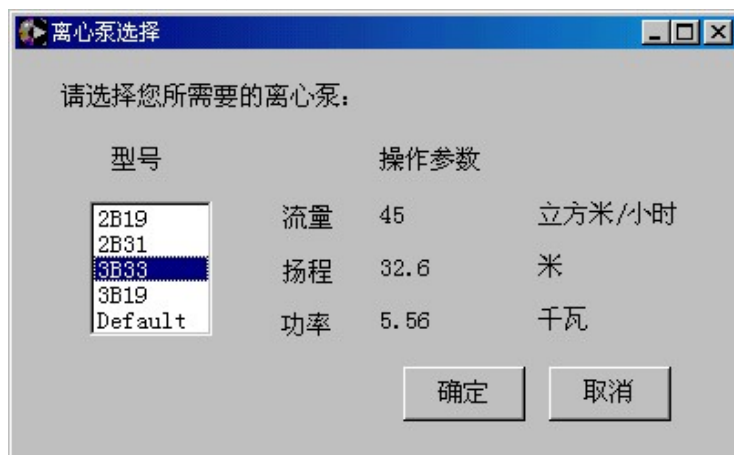 离心泵选择
请选择您所需要的离心泵：
型号 操作参数
2B19
2B31
3B33
3B19
Default
流量 45 立方米/小时
扬程 32.6 米
功率 5.56 千瓦
确定 取消